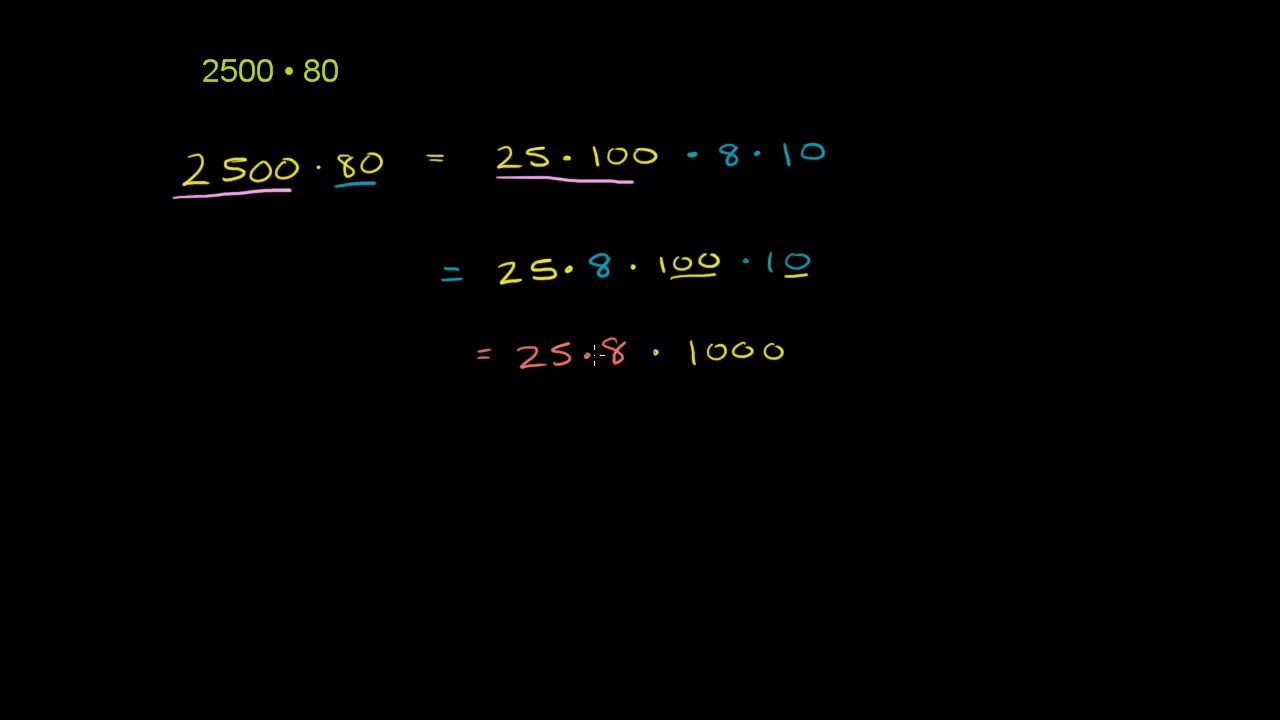 2500 • 80
2500 · 80 = 25 · 100 · 8 · 10
= 25 · 8 · 100 · 10
= 25 · 8 · 1000